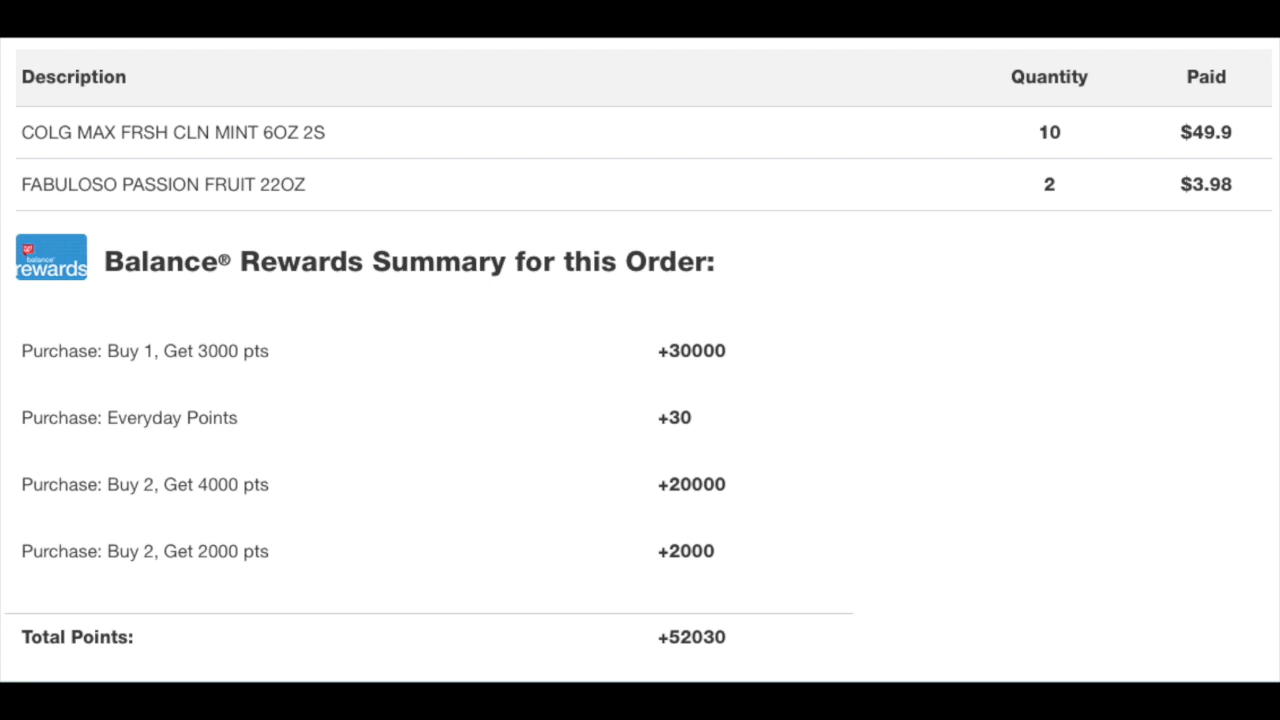 Description Quantity Paid
COLG MAX FRSH CLN MINT 6OZ 2S 10 $49.9
FABULOSO PASSION FRUIT 22OZ 2 $3.98
balance®
rewards
Balance® Rewards Summary for this Order:
Purchase: Buy 1, Get 3000 pts +30000
Purchase: Everyday Points +30
Purchase: Buy 2, Get 4000 pts +20000
Purchase: Buy 2, Get 2000 pts +2000
Total Points: +52030